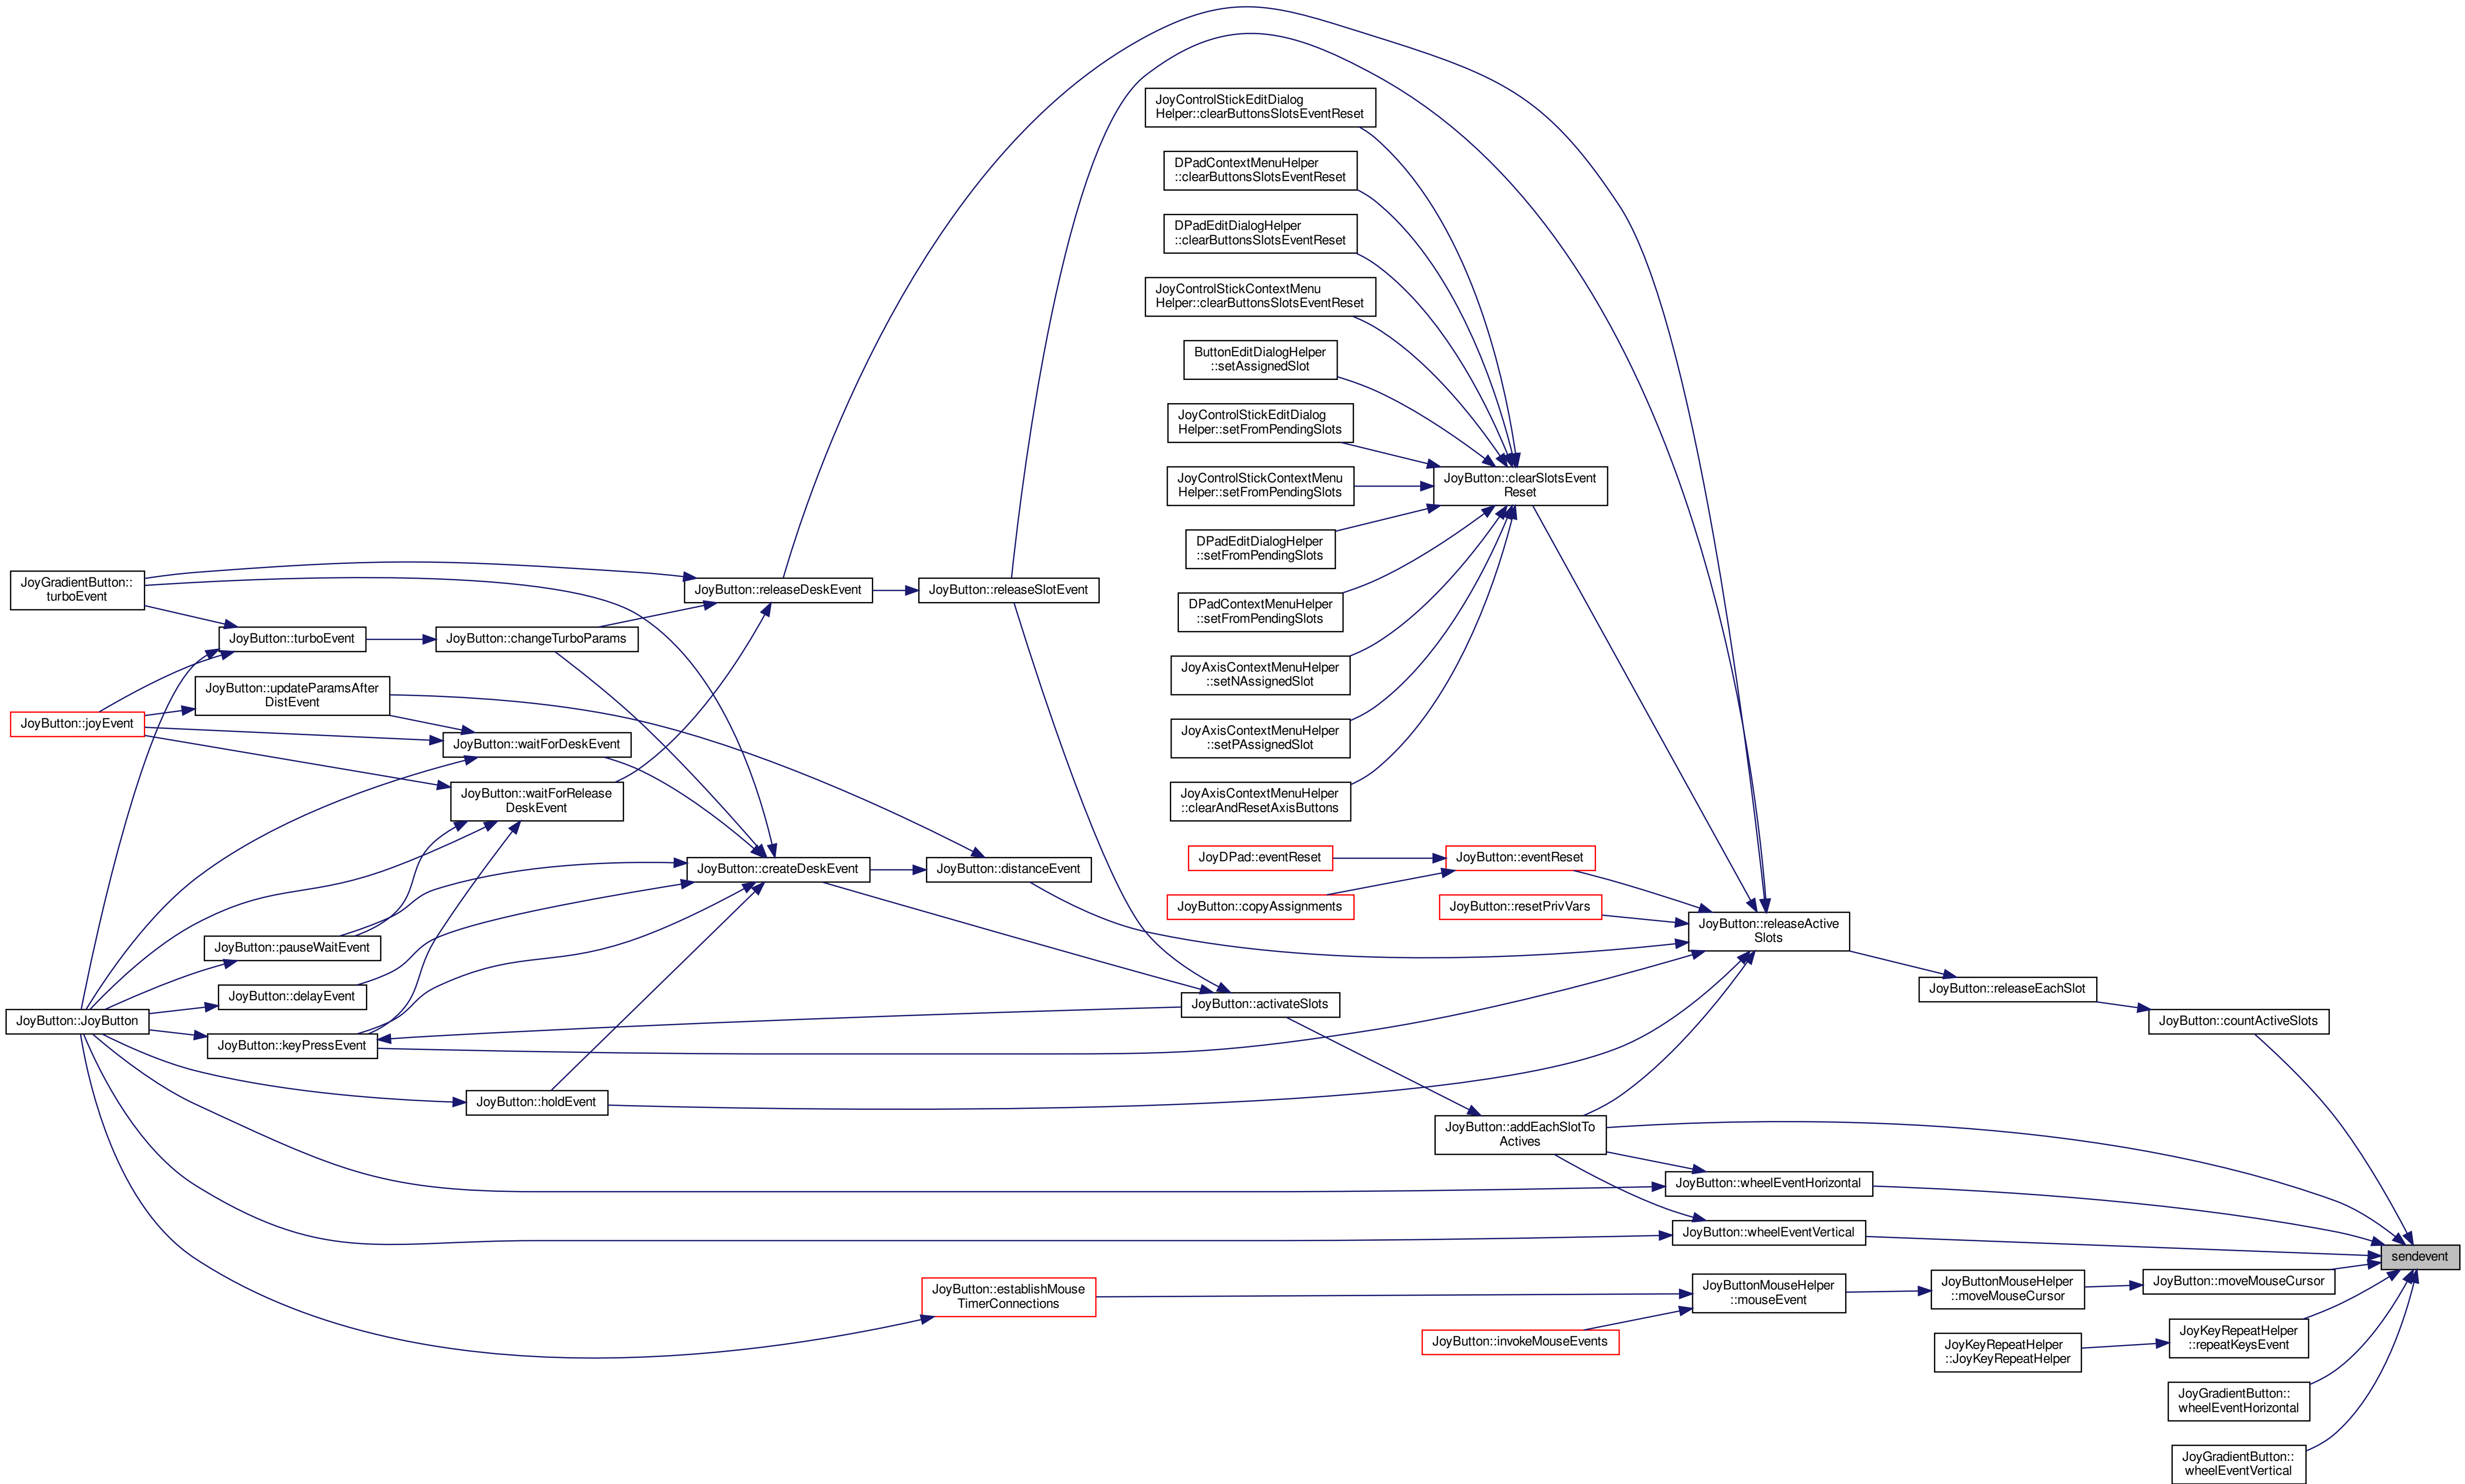 JoyControlStickEditDialog
Helper::clearButtonsSlotsEventReset
DPadContextMenuHelper
::clearButtonsSlotsEventReset
DPadEditDialogHelper
::clearButtonsSlotsEventReset
JoyControlStickContextMenu
Helper::clearButtonsSlotsEventReset
ButtonEditDialogHelper
::setAssignedSlot
JoyControlStickEditDialog
Helper::setFromPendingSlots
JoyControlStickContextMenu
Helper::setFromPendingSlots
JoyButton::clearSlotsEvent
Reset
DPadEditDialogHelper
::setFromPendingSlots
JoyGradientButton::
turboEvent
JoyButton::releaseDeskEvent
JoyButton::releaseSlotEvent
DPadContextMenuHelper
::setFromPendingSlots
JoyButton::turboEvent
JoyButton::changeTurboParams
JoyAxisContextMenuHelper
::setNAssignedSlot
JoyButton::updateParamsAfter
DistEvent
JoyButton::joyEvent
JoyButton::waitForDeskEvent
JoyAxisContextMenuHelper
::setPAssignedSlot
JoyButton::waitForRelease
DeskEvent
JoyAxisContextMenuHelper
::clearAndResetAxisButtons
JoyDPad::eventReset
JoyButton::eventReset
JoyButton::createDeskEvent
JoyButton::distanceEvent
JoyButton::copyAssignments
JoyButton::resetPrivVars
JoyButton::releaseActive
Slots
JoyButton::pauseWaitEvent
JoyButton::releaseEachSlot
JoyButton::delayEvent
JoyButton::activateSlots
JoyButton::JoyButton
JoyButton::countActiveSlots
JoyButton::keyPressEvent
JoyButton::holdEvent
JoyButton::addEachSlotTo
Actives
JoyButton::wheelEventHorizontal
JoyButton::wheelEventVertical
sendevent
JoyButton::establishMouse
TimerConnections
JoyButtonMouseHelper
::mouseEvent
JoyButtonMouseHelper
::moveMouseCursor
JoyButton::moveMouseCursor
JoyButton::invokeMouseEvents
JoyKeyRepeatHelper
::JoyKeyRepeatHelper
JoyKeyRepeatHelper
::repeatKeysEvent
JoyGradientButton::
wheelEventHorizontal
JoyGradientButton::
wheelEventVertical